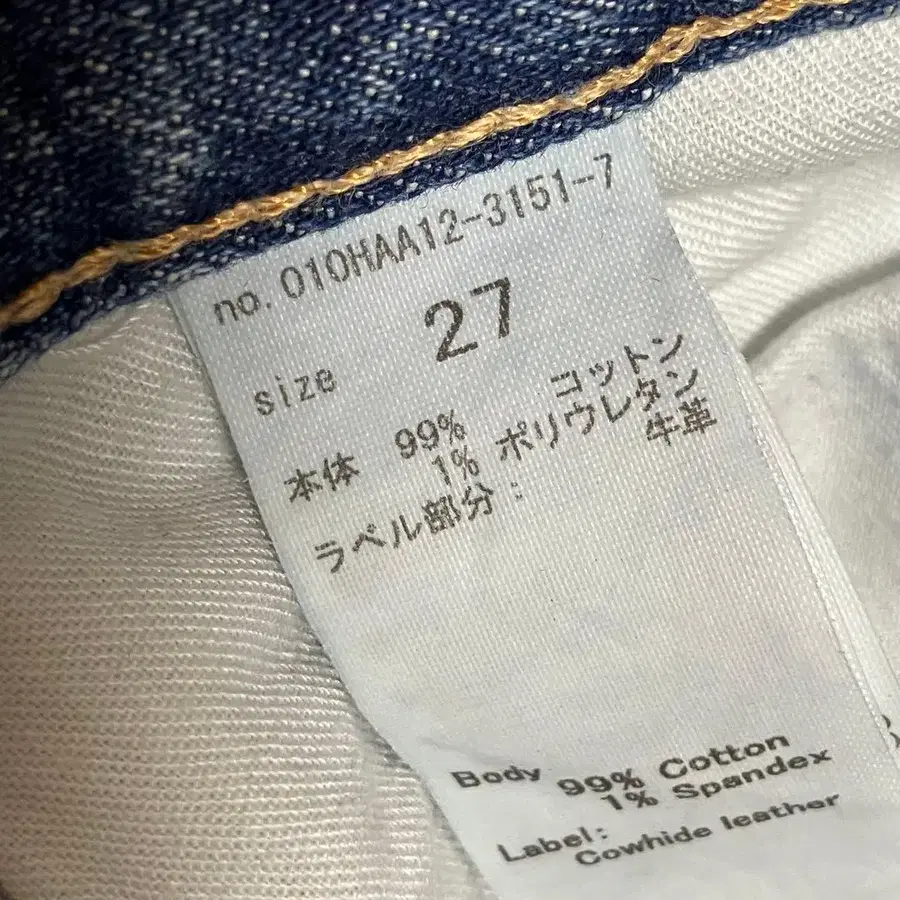 no. 010HAA12-3151-7
size 27
本体 99% コットン
1% ポリウレタン
ラベル部分: 牛革
Body 99% Cotton
1% Spandex
Label:
Cowhide leather